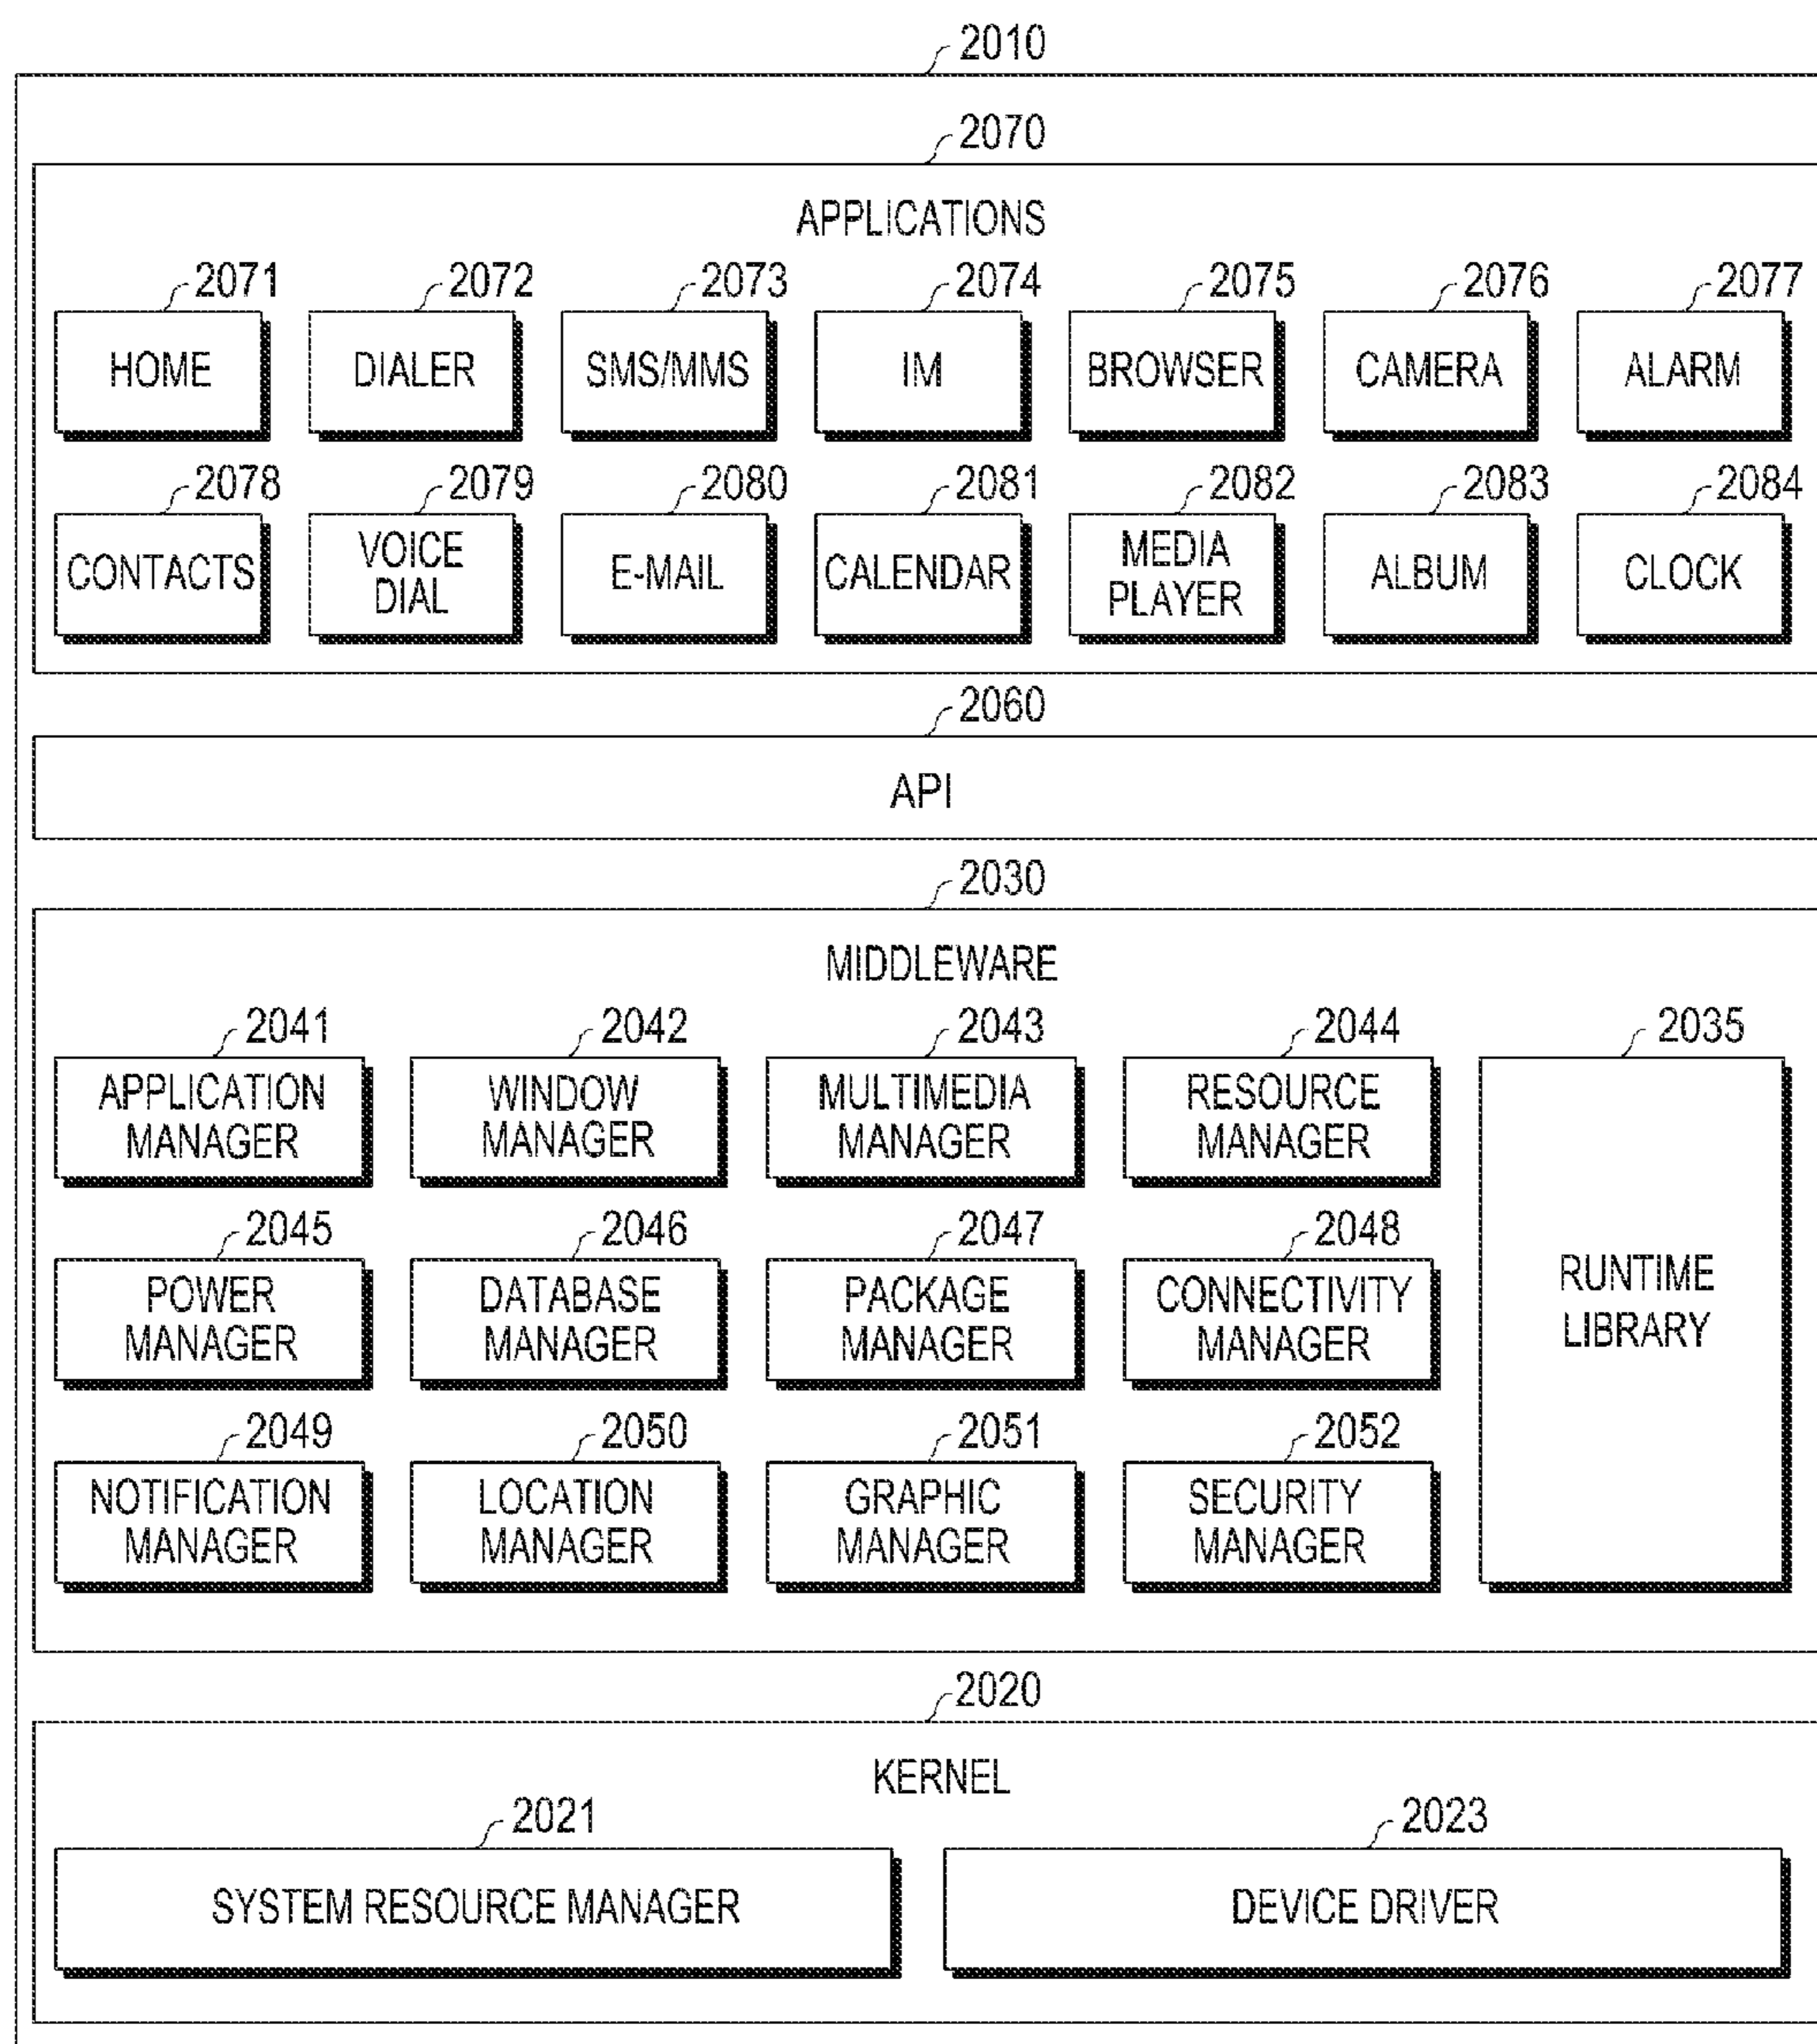 2010
2070
APPLICATIONS
2071 2072 2073 2074 2075 2076 2077
HOME DIALER SMS/MMS IM BROWSER CAMERA ALARM
2078 2079 2080 2081 2082 2083 2084
CONTACTS VOICE DIAL E-MAIL CALENDAR MEDIA PLAYER ALBUM CLOCK
2060
API
2030
MIDDLEWARE
2041 2042 2043 2044 2035
APPLICATION MANAGER WINDOW MANAGER MULTIMEDIA MANAGER RESOURCE MANAGER
2045 2046 2047 2048
POWER MANAGER DATABASE MANAGER PACKAGE MANAGER CONNECTIVITY MANAGER RUNTIME LIBRARY
2049 2050 2051 2052
NOTIFICATION MANAGER LOCATION MANAGER GRAPHIC MANAGER SECURITY MANAGER
2020
KERNEL
2021 2023
SYSTEM RESOURCE MANAGER DEVICE DRIVER